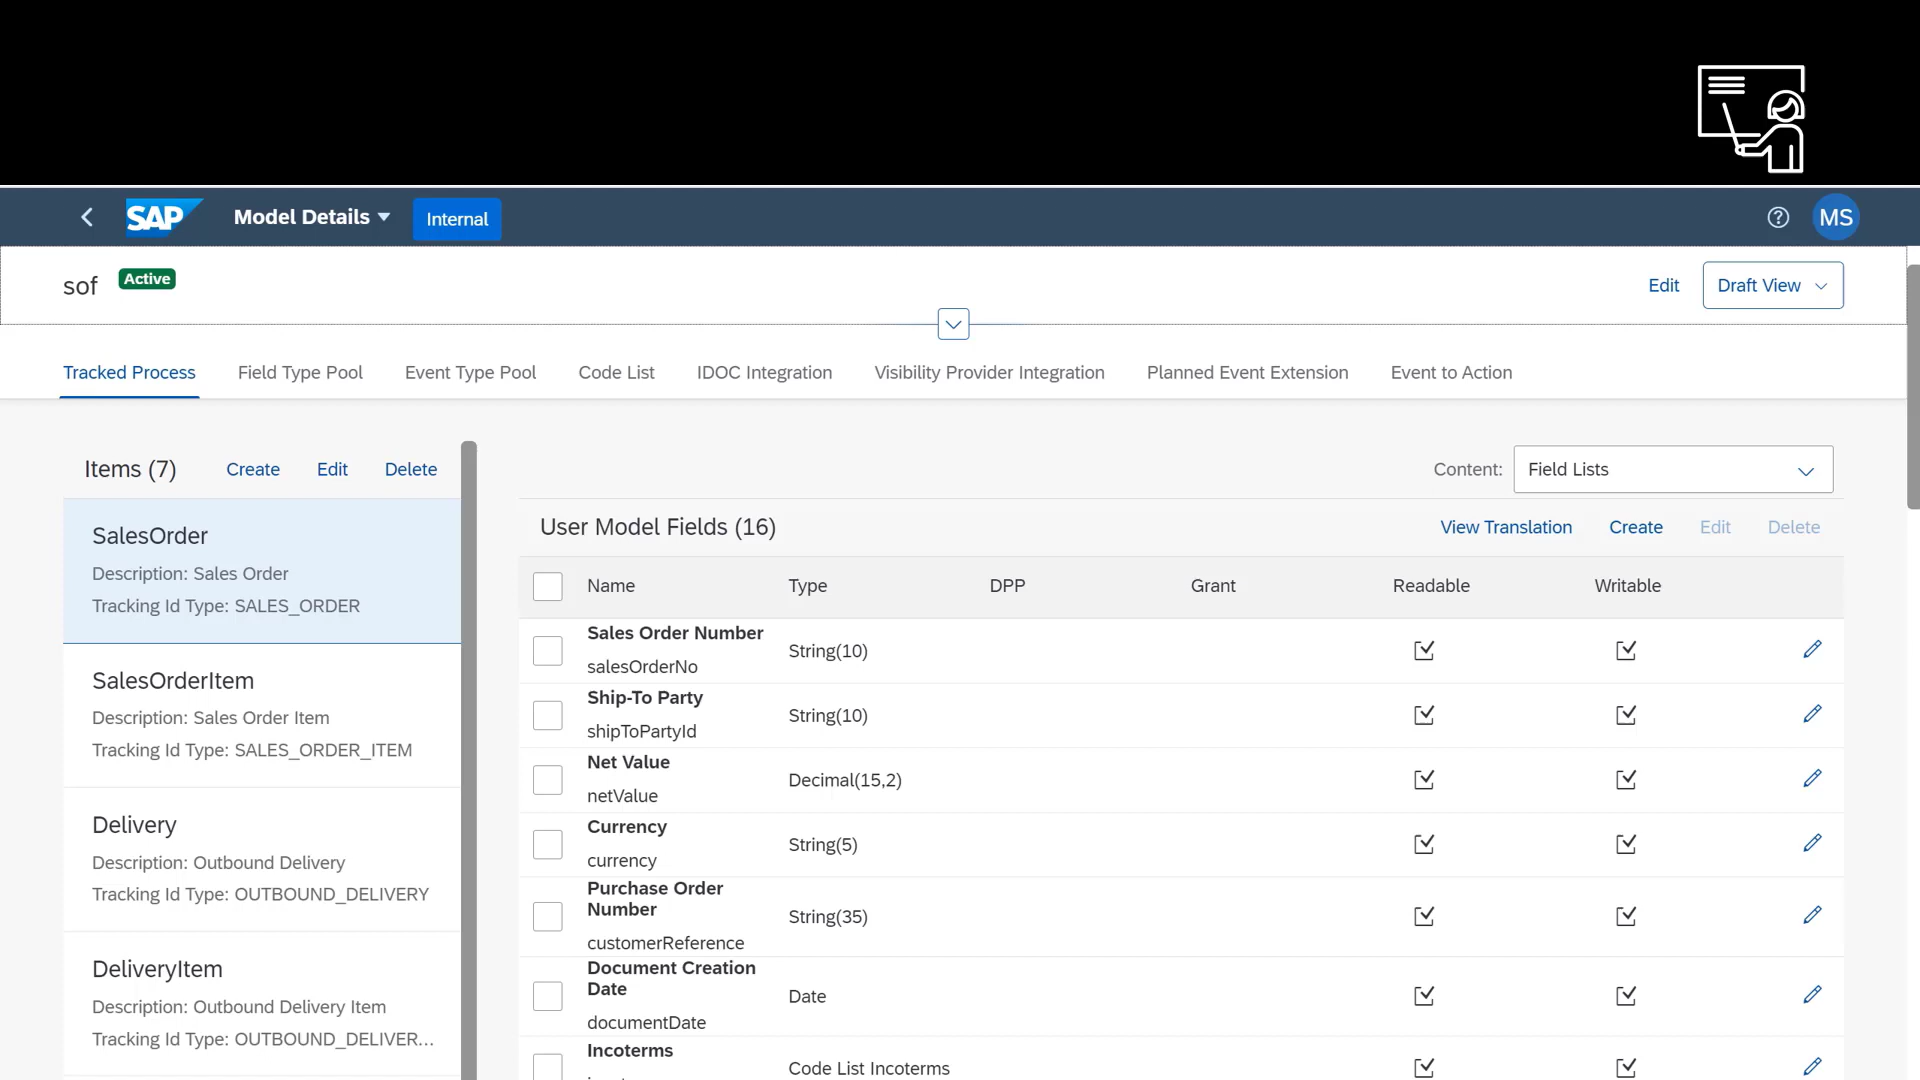 SAP Model Details Internal MS
sof Active Edit Draft View
Tracked Process Field Type Pool Event Type Pool Code List IDOC Integration Visibility Provider Integration Planned Event Extension Event to Action
Items (7) Create Edit Delete
SalesOrder
Description: Sales Order
Tracking Id Type: SALES_ORDER
SalesOrderItem
Description: Sales Order Item
Tracking Id Type: SALES_ORDER_ITEM
Delivery
Description: Outbound Delivery
Tracking Id Type: OUTBOUND_DELIVERY
DeliveryItem
Description: Outbound Delivery Item
Tracking Id Type: OUTBOUND_DELIVER...
Content: Field Lists
User Model Fields (16) View Translation Create Edit Delete
Name Type DPP Grant Readable Writable
Sales Order Number
salesOrderNo
String(10)
Ship-To Party
shipToPartyId
String(10)
Net Value
netValue
Decimal(15,2)
Currency
currency
String(5)
Purchase Order
Number
customerReference
String(35)
Document Creation
Date
documentDate
Date
Incoterms
Code List Incoterms